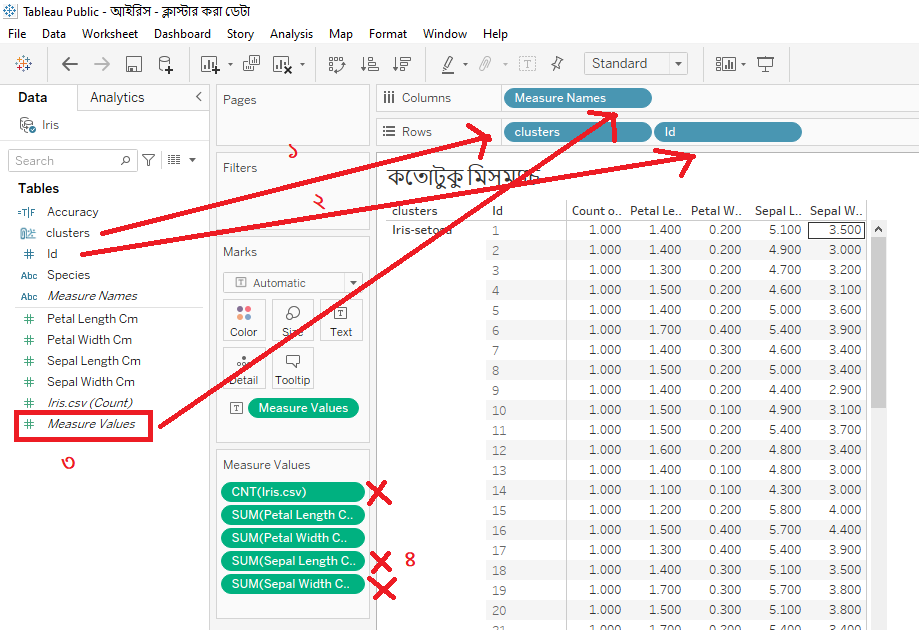 Tableau Public - আইরিস - ক্লাস্টার করা ডেটা
File Data Worksheet Dashboard Story Analysis Map Format Window Help
Standard
Data Analytics
Iris
Search
Tables
Accuracy
clusters
Id
Species
Measure Names
Petal Length Cm
Petal Width Cm
Sepal Length Cm
Sepal Width Cm
Iris.csv (Count)
Measure Values
৩
Pages
১
Filters
২
Marks
Automatic
Color Size Text
Detail Tooltip
Measure Values
Measure Values
CNT(Iris.csv)
SUM(Petal Length C..
SUM(Petal Width C..
SUM(Sepal Length C..
SUM(Sepal Width C..
৪
Columns Measure Names
Rows clusters Id
কতোটুকু মিসম্যাচ
clusters Id Count o.. Petal Le.. Petal W.. Sepal L.. Sepal W..
Iris-setosa 1 1.000 1.400 0.200 5.100 3.500
2 1.000 1.400 0.200 4.900 3.000
3 1.000 1.300 0.200 4.700 3.200
4 1.000 1.500 0.200 4.600 3.100
5 1.000 1.400 0.200 5.000 3.600
6 1.000 1.700 0.400 5.400 3.900
7 1.000 1.400 0.300 4.600 3.400
8 1.000 1.500 0.200 5.000 3.400
9 1.000 1.400 0.200 4.400 2.900
10 1.000 1.500 0.100 4.900 3.100
11 1.000 1.500 0.200 5.400 3.700
12 1.000 1.600 0.200 4.800 3.400
13 1.000 1.400 0.100 4.800 3.000
14 1.000 1.100 0.100 4.300 3.000
15 1.000 1.200 0.200 5.800 4.000
16 1.000 1.500 0.400 5.700 4.400
17 1.000 1.300 0.400 5.400 3.900
18 1.000 1.400 0.300 5.100 3.500
19 1.000 1.700 0.300 5.700 3.800
20 1.000 1.500 0.300 5.100 3.800
21 1.000 1.700 0.200 5.400 3.400